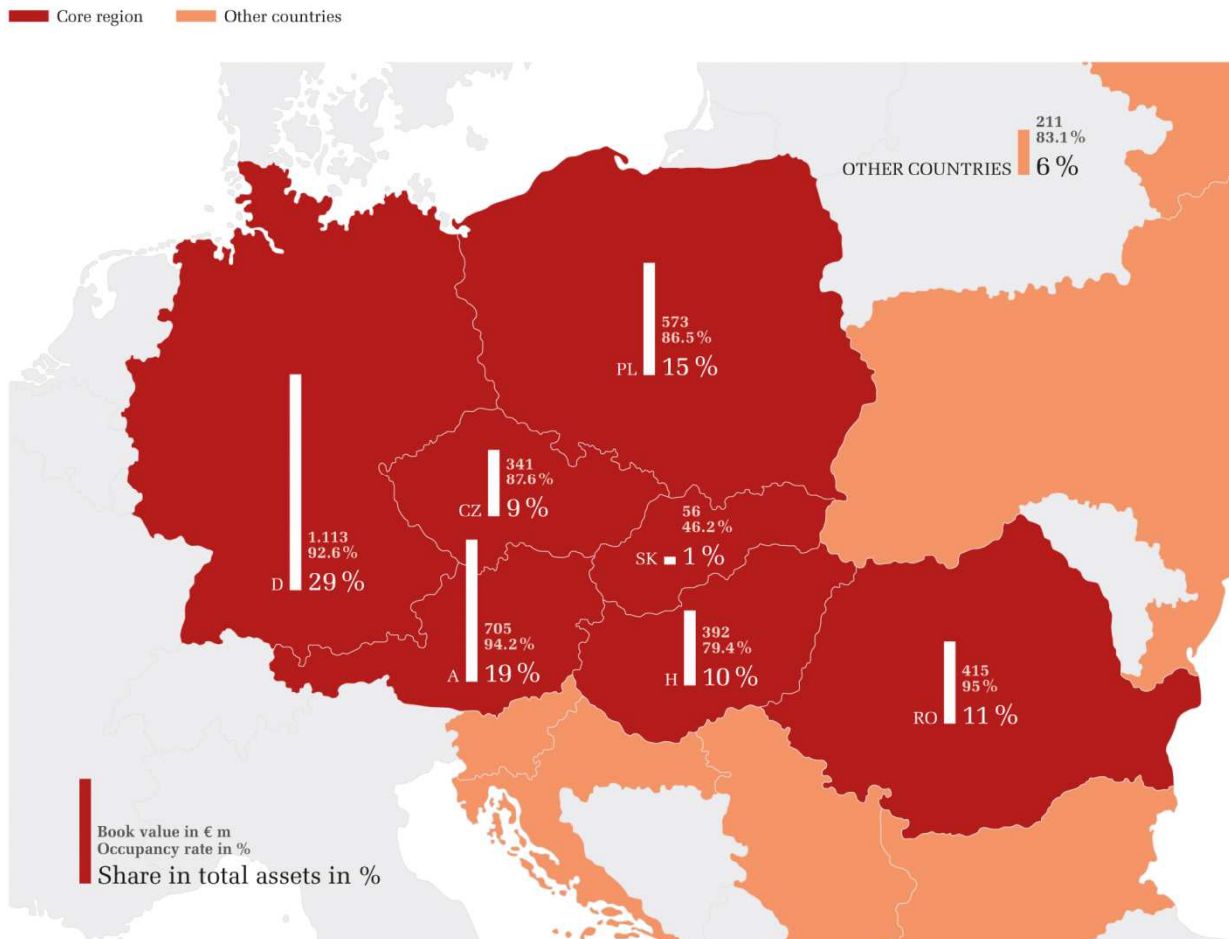 Core region
Other countries
211
83.1%
OTHER COUNTRIES 6 %
573
86.5%
PL 15 %
341
87.6%
CZ 9 %
56
46.2%
SK 1 %
1.113
92.6%
D 29 %
705
94.2%
A 19 %
392
79.4%
H 10 %
415
95%
RO 11 %
Book value in € m
Occupancy rate in %
Share in total assets in %